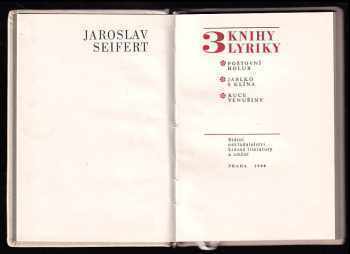 JAROSLAV
SEIFERT
3 KNIHY
LYRIKY
POŠTOVNÍ
HOLUB
JABLKO
S KLÍNA
RUCE
VENUŠINY
Státní
nakladatelství
krásné literatury
a umění
PRAHA